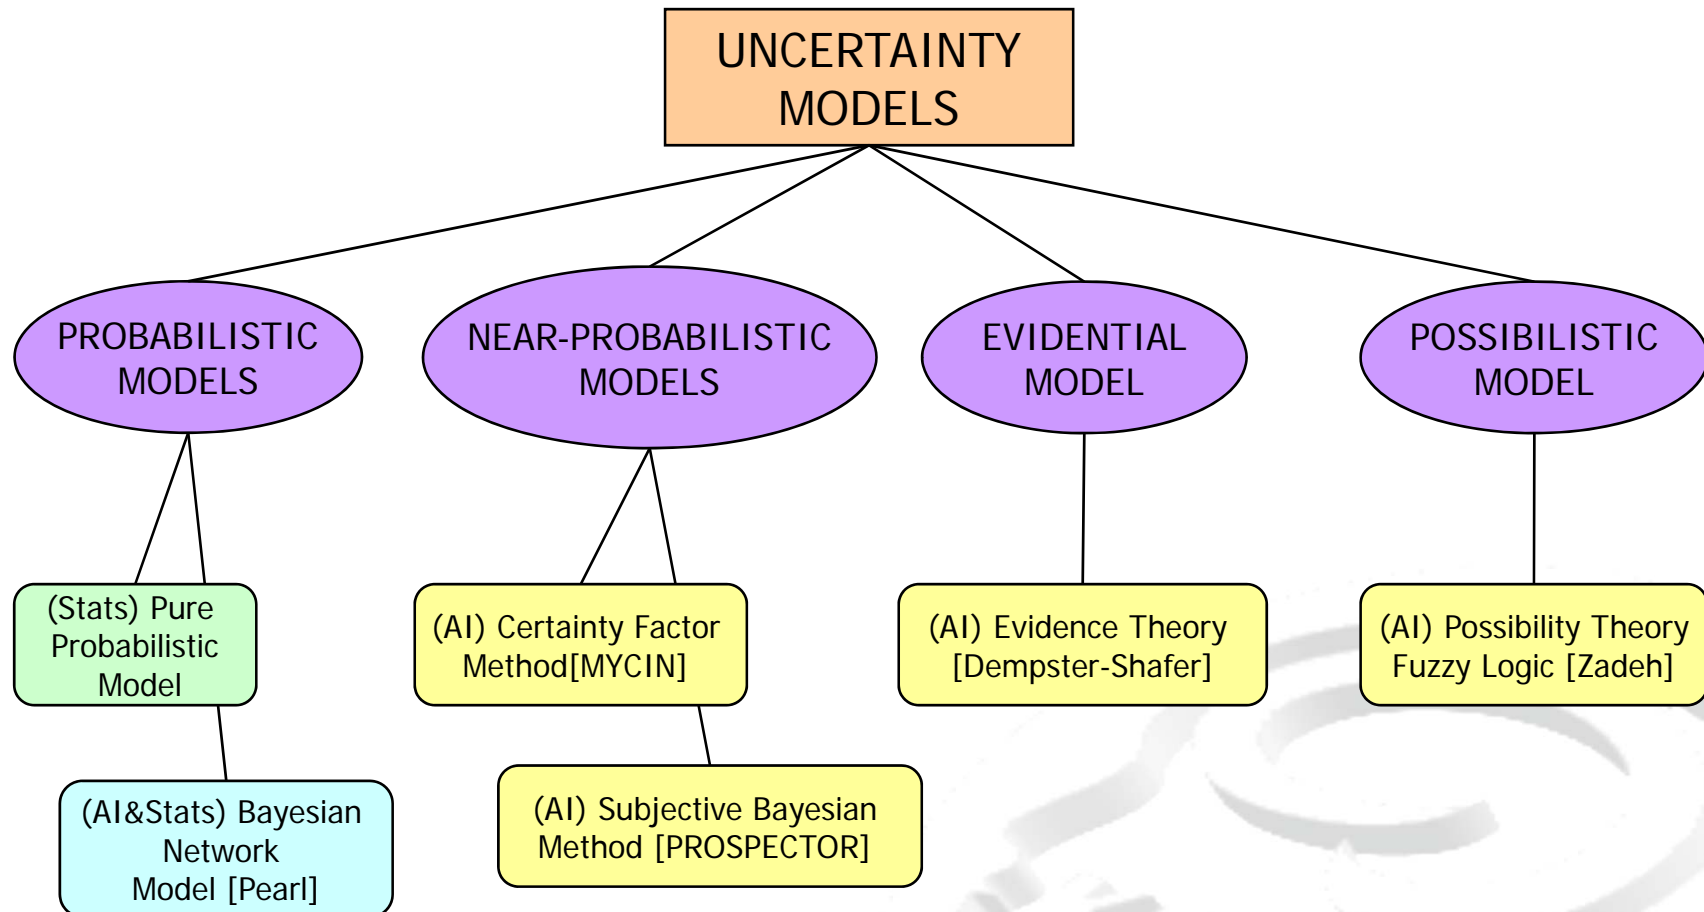 UNCERTAINTY
MODELS
PROBABILISTIC
MODELS
NEAR-PROBABILISTIC
MODELS
EVIDENTIAL
MODEL
POSSIBILISTIC
MODEL
(Stats) Pure
Probabilistic
Model
(AI) Certainty Factor
Method[MYCIN]
(AI) Evidence Theory
[Dempster-Shafer]
(AI) Possibility Theory
Fuzzy Logic [Zadeh]
(AI&Stats) Bayesian
Network
Model [Pearl]
(AI) Subjective Bayesian
Method [PROSPECTOR]